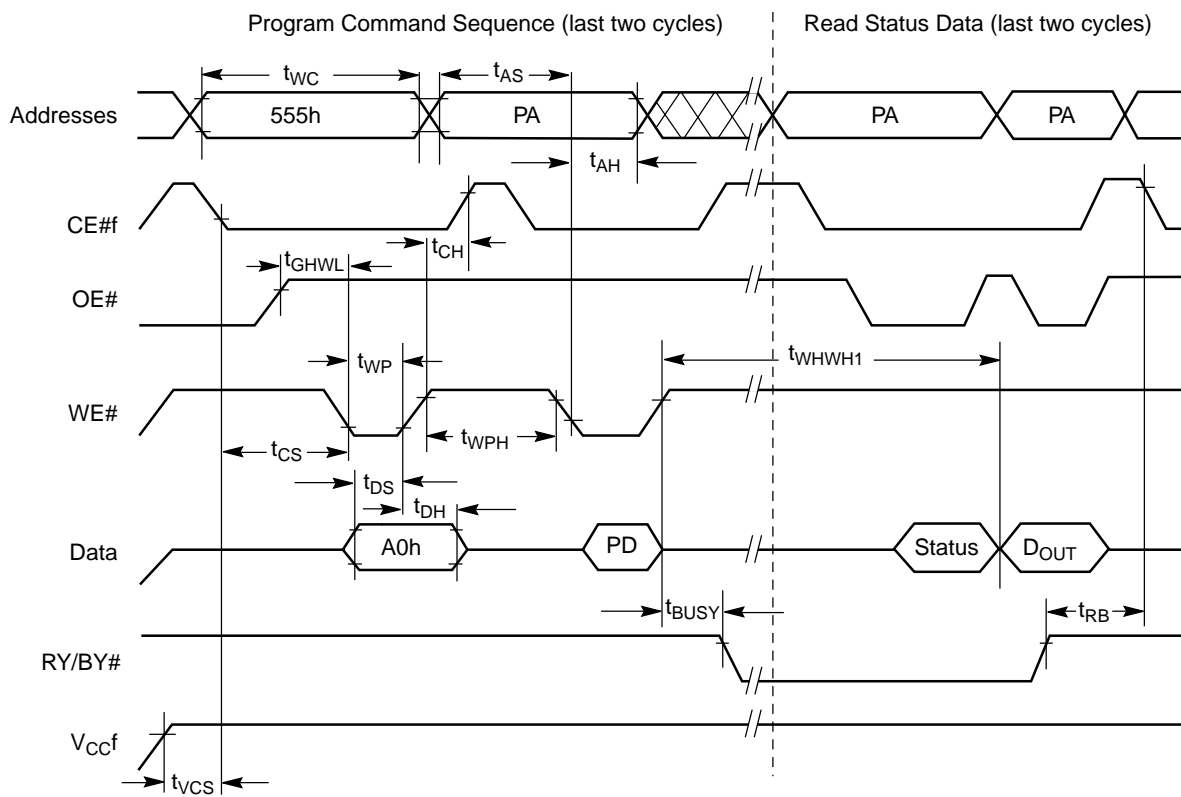 Program Command Sequence (last two cycles)
Read Status Data (last two cycles)
tWC
tAS
Addresses
555h
PA
PA
PA
tAH
CE#f
tCH
tGHWL
OE#
tWP
tWHWH1
WE#
tWPH
tCS
tDS
tDH
Data
A0h
PD
Status
DOUT
tBUSY
tRB
RY/BY#
VCCf
tVCS